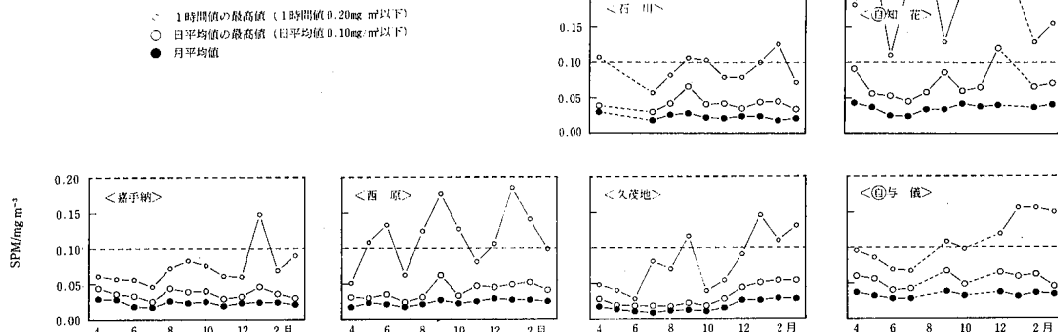 1時間値の最高値（1時間値0.20mg/㎥以下）
日平均値の最高値（日平均値0.10mg/㎥以下）
月平均値
<石 川>
0.15
0.10
0.05
0.00
<㊐知 花>
SPM/mg m⁻³
0.20
0.15
0.10
0.05
0.00
<嘉手納>
4 6 8 10 12 2月
<西 原>
4 6 8 10 12 2月
<久茂地>
4 6 8 10 12 2月
<㊐与 儀>
4 6 8 10 12 2月